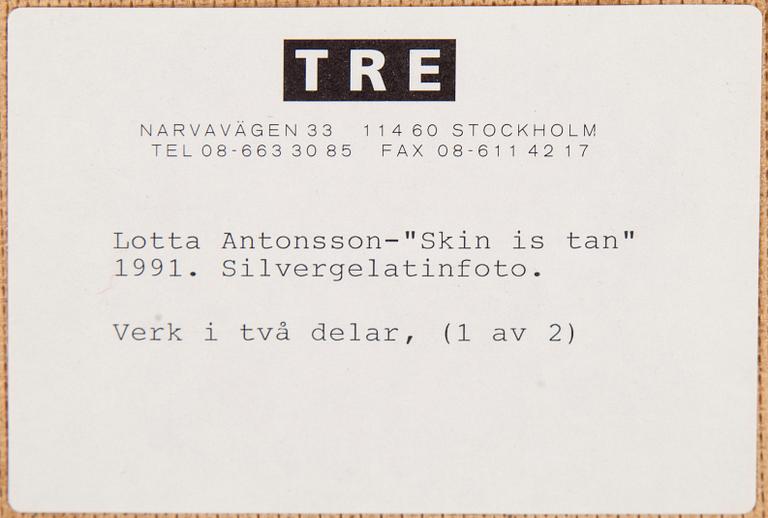 TRE
NARVAVÄGEN 33 114 60 STOCKHOLM
TEL 08-663 30 85 FAX 08-611 42 17
Lotta Antonsson-"Skin is tan"
1991. Silvergelatinfoto.
Verk i två delar, (1 av 2)